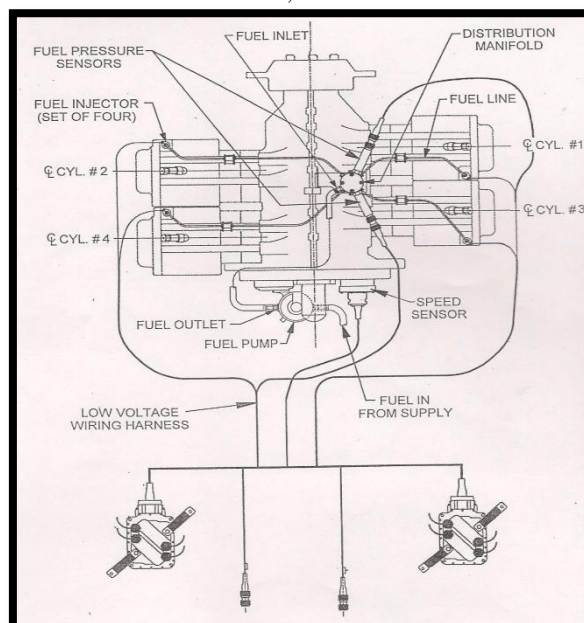 FUEL INLET
DISTRIBUTION
MANIFOLD
FUEL PRESSURE
SENSORS
FUEL LINE
FUEL INJECTOR
(SET OF FOUR)
℄ CYL. #1
℄ CYL. #2
℄ CYL. #3
℄ CYL. #4
SPEED
SENSOR
FUEL OUTLET
FUEL PUMP
FUEL IN
FROM SUPPLY
LOW VOLTAGE
WIRING HARNESS